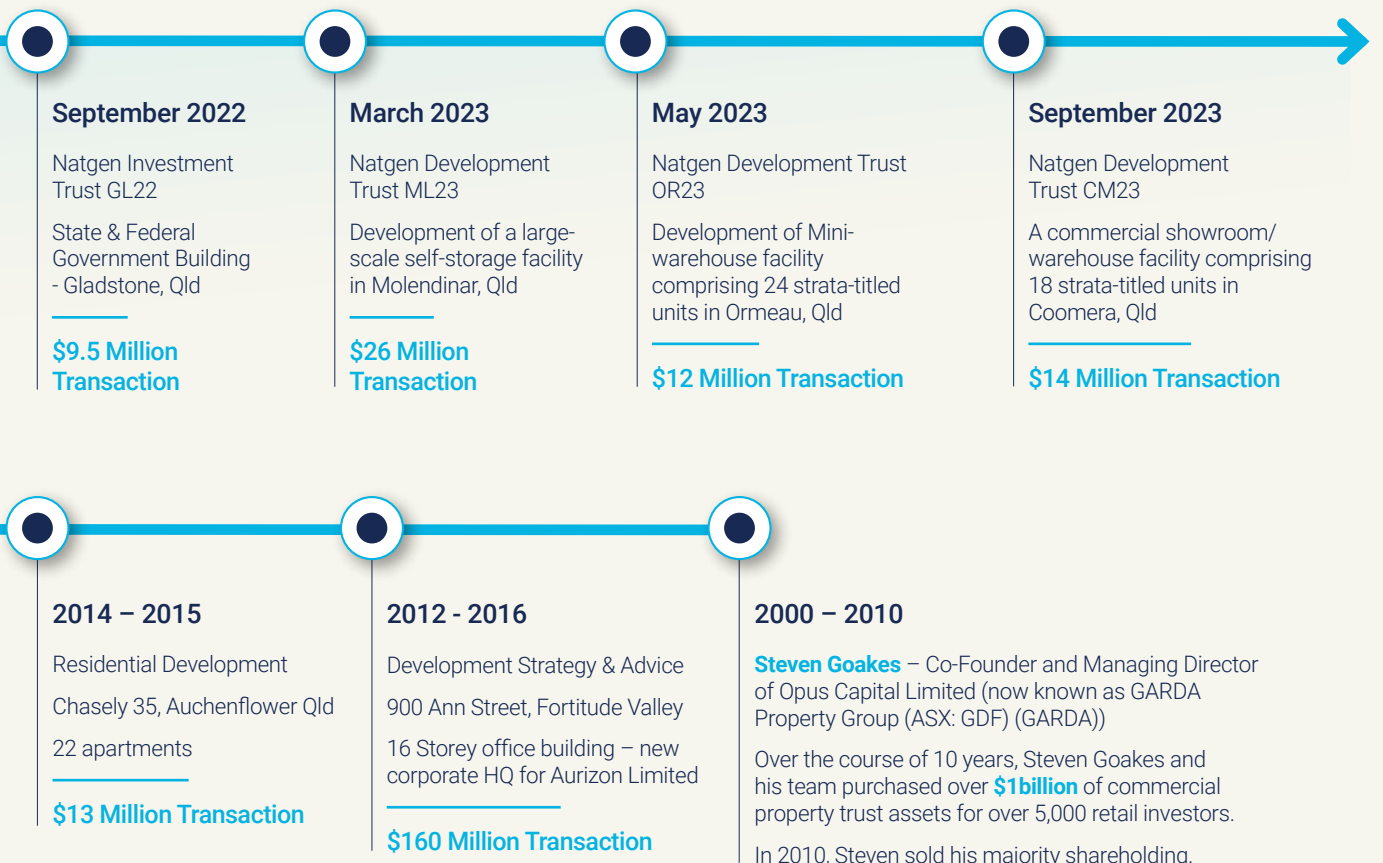 September 2022
Natgen Investment
Trust GL22
State & Federal
Government Building
- Gladstone, Qld
$9.5 Million
Transaction
March 2023
Natgen Development
Trust ML23
Development of a large-
scale self-storage facility
in Molendinar, Qld
$26 Million
Transaction
May 2023
Natgen Development Trust
OR23
Development of Mini-
warehouse facility
comprising 24 strata-titled
units in Ormeau, Qld
$12 Million Transaction
September 2023
Natgen Development
Trust CM23
A commercial showroom/
warehouse facility comprising
18 strata-titled units in
Coomera, Qld
$14 Million Transaction
2014 – 2015
Residential Development
Chasely 35, Auchenflower Qld
22 apartments
$13 Million Transaction
2012 - 2016
Development Strategy & Advice
900 Ann Street, Fortitude Valley
16 Storey office building – new
corporate HQ for Aurizon Limited
$160 Million Transaction
2000 – 2010
Steven Goakes – Co-Founder and Managing Director
of Opus Capital Limited (now known as GARDA
Property Group (ASX: GDF) (GARDA))
Over the course of 10 years, Steven Goakes and
his team purchased over $1billion of commercial
property trust assets for over 5,000 retail investors.
In 2010, Steven sold his majority shareholding,